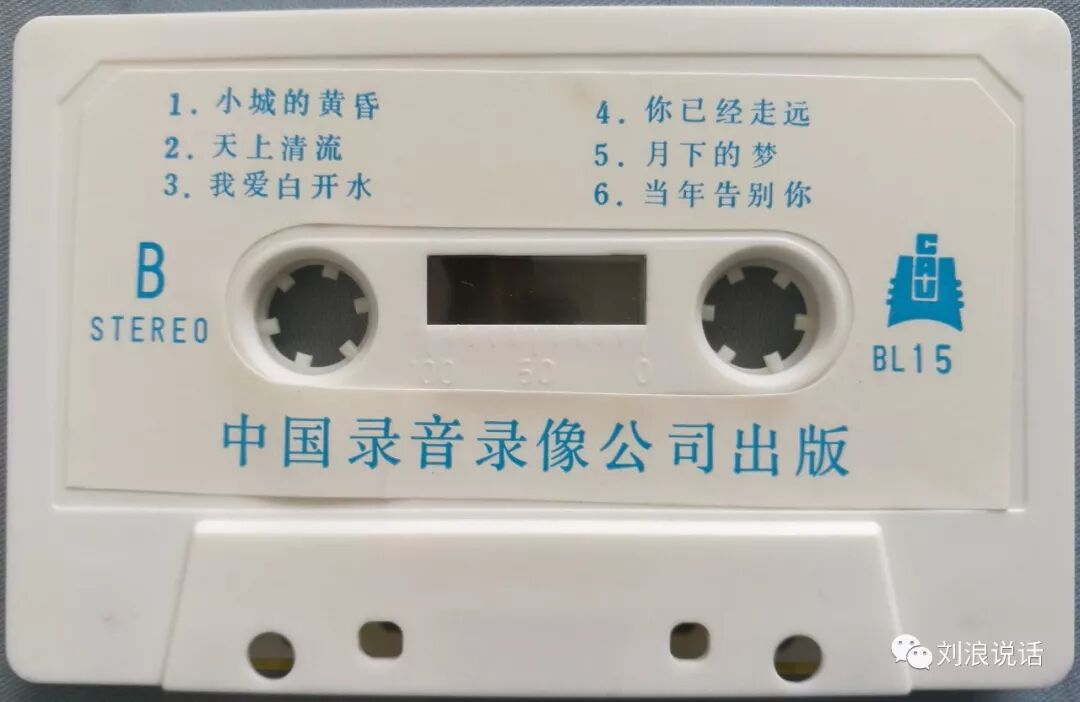 1. 小城的黄昏
2. 天上清流
3. 我爱白开水
4. 你已经走远
5. 月下的梦
6. 当年告别你
B
STEREO
CAV
BL15
100 50 0
中国录音录像公司出版
刘浪说话